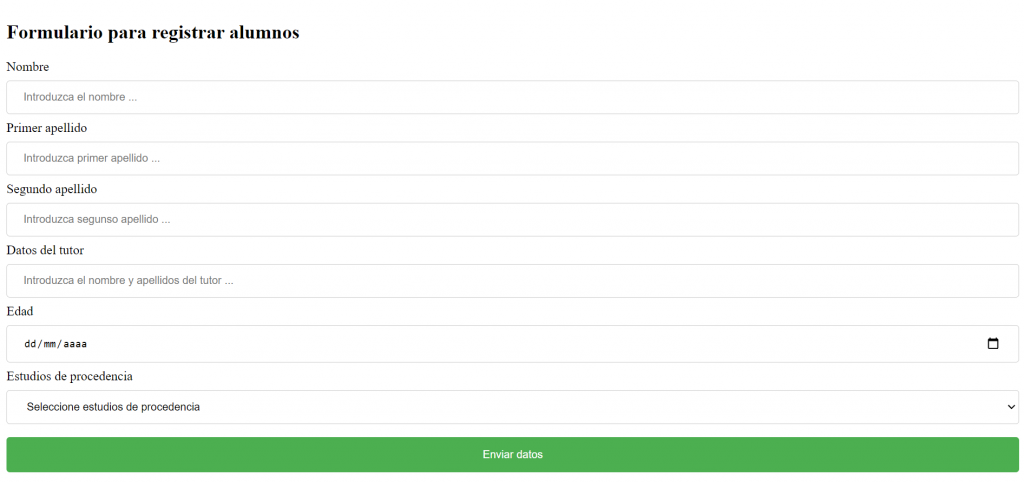 Formulario para registrar alumnos
Nombre
Introduzca el nombre ...
Primer apellido
Introduzca primer apellido ...
Segundo apellido
Introduzca segunso apellido ...
Datos del tutor
Introduzca el nombre y apellidos del tutor ...
Edad
dd/mm/aaaa
Estudios de procedencia
Seleccione estudios de procedencia
Enviar datos